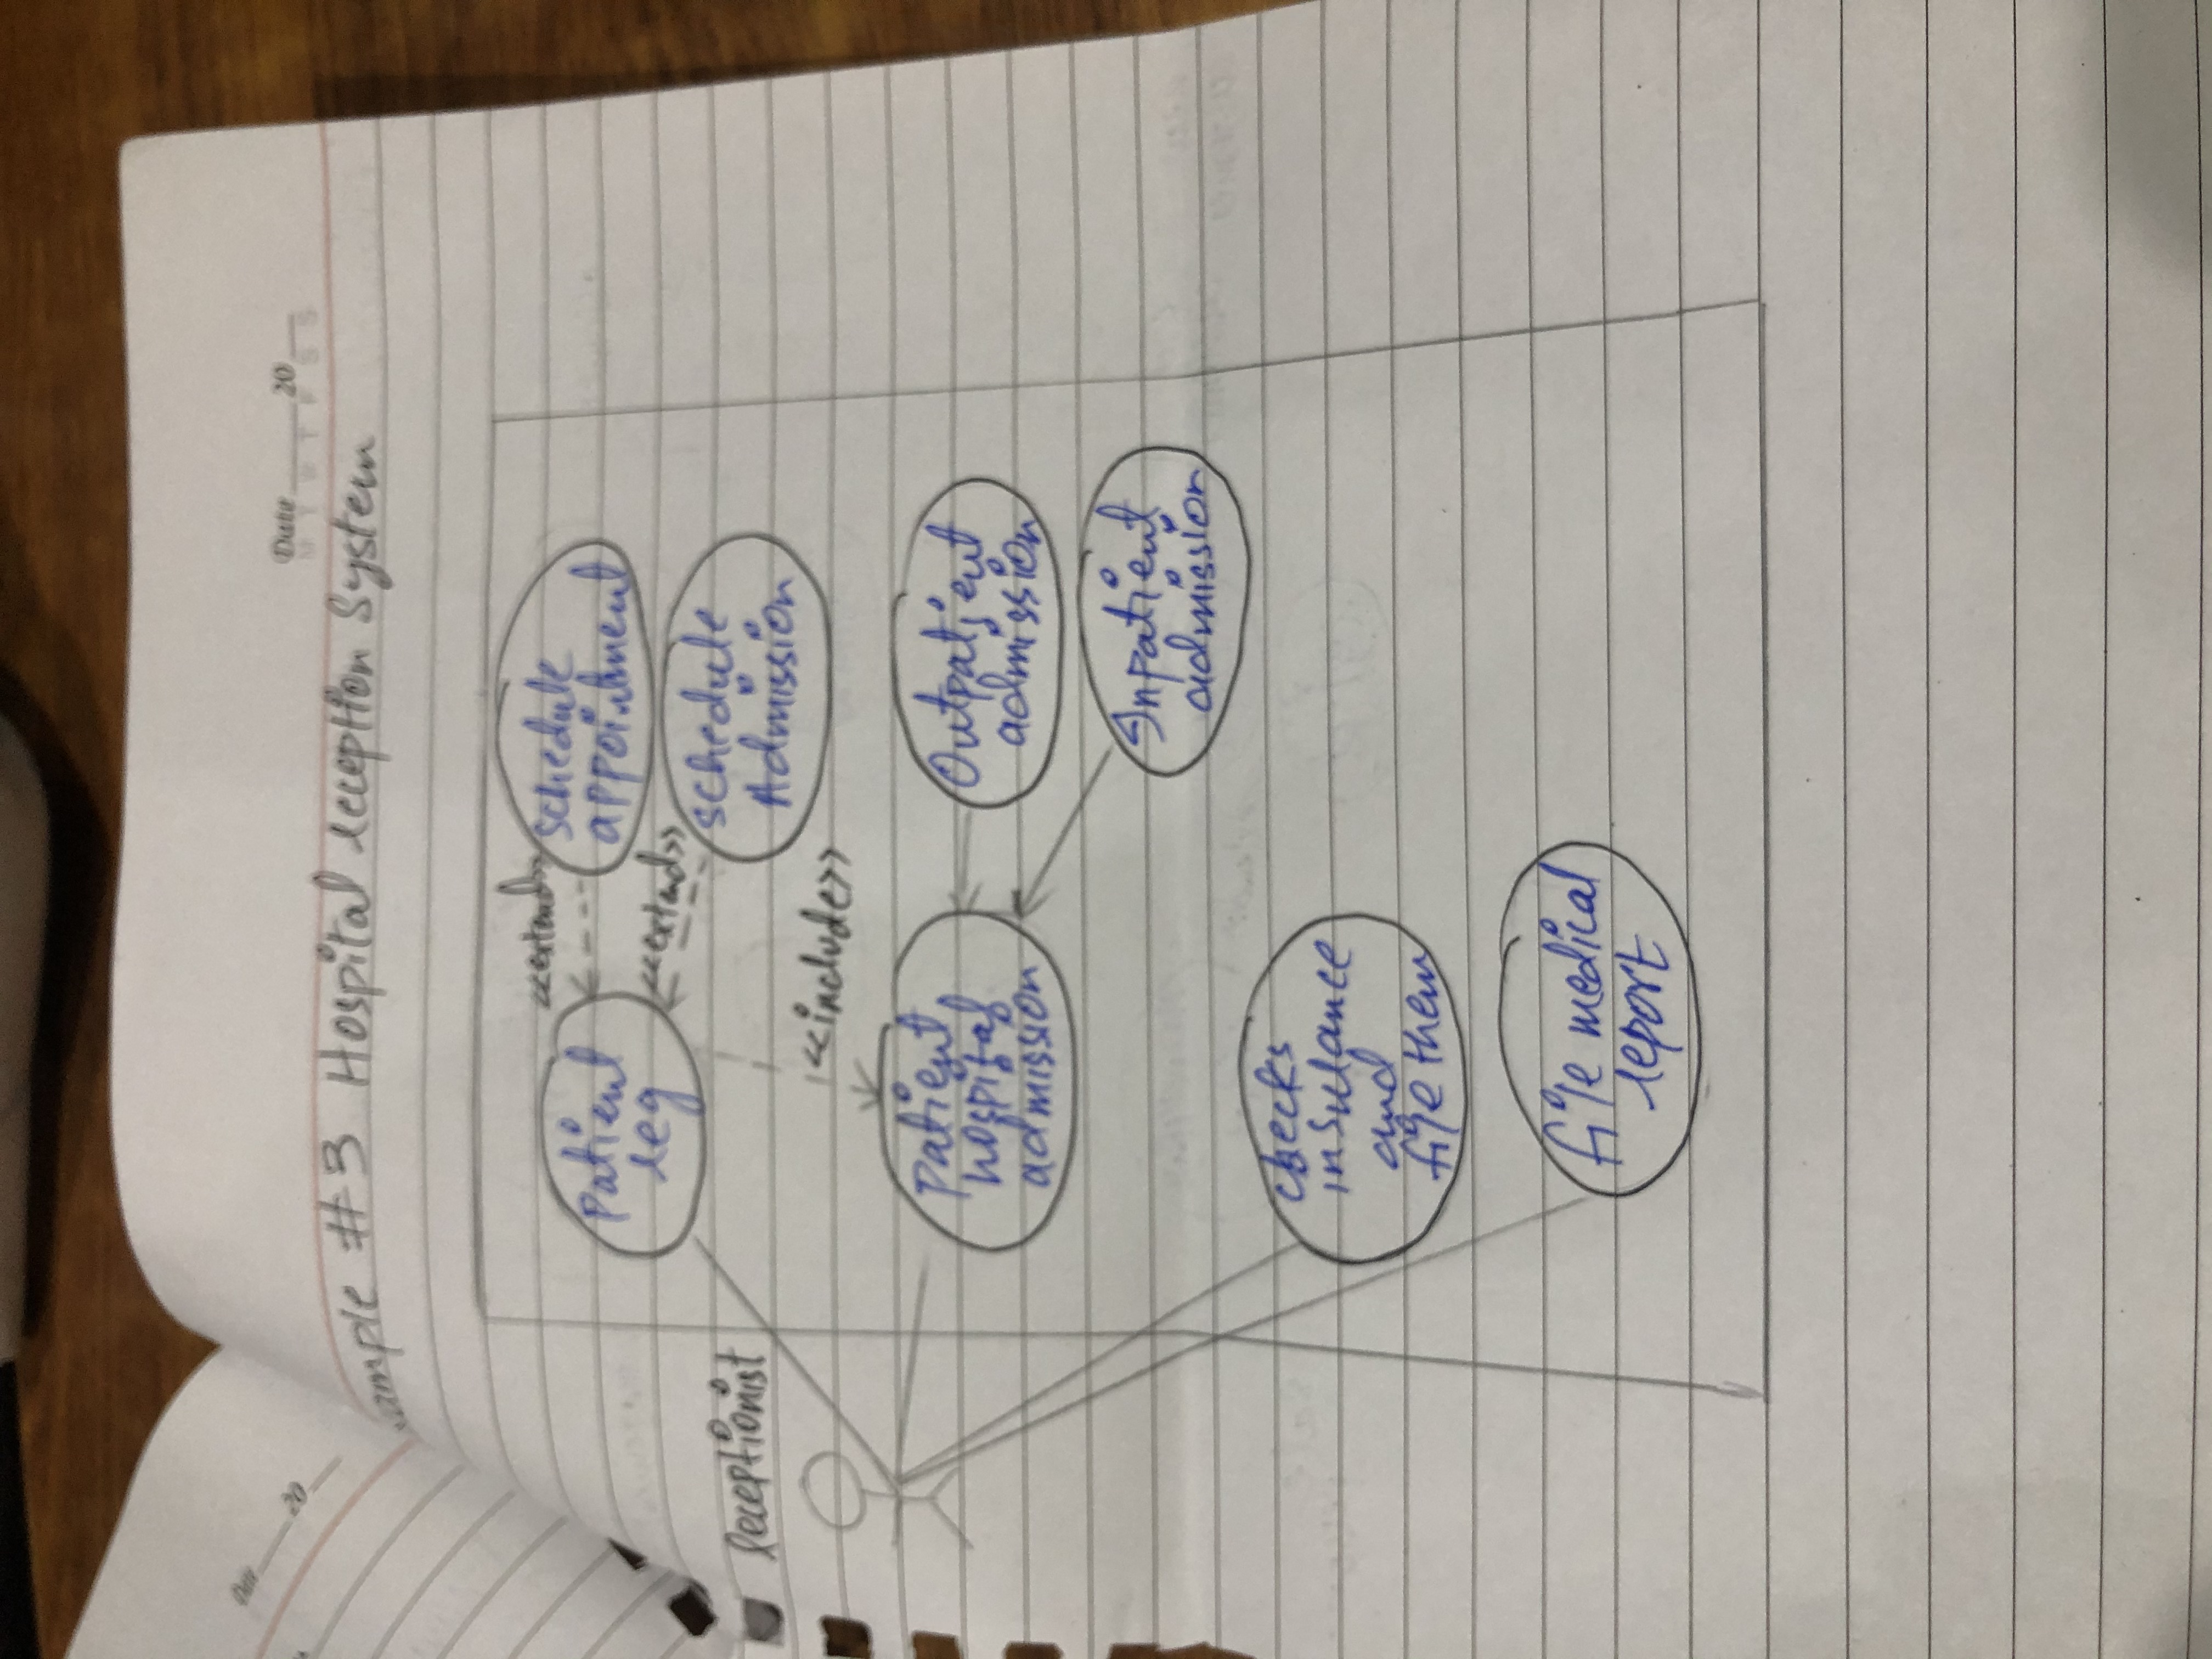 Date 20
Date 20
M T W T F S S
ample #3 Hospital reception System
<<extend>>
schedule
appointment
patient
reg
<<extend>>
schedule
Admission
receptionist
<<include>>
patient
hospital
admission
Outpatient
admission
Inpatient
admission
checks
insurance
and
file them
file medical
report